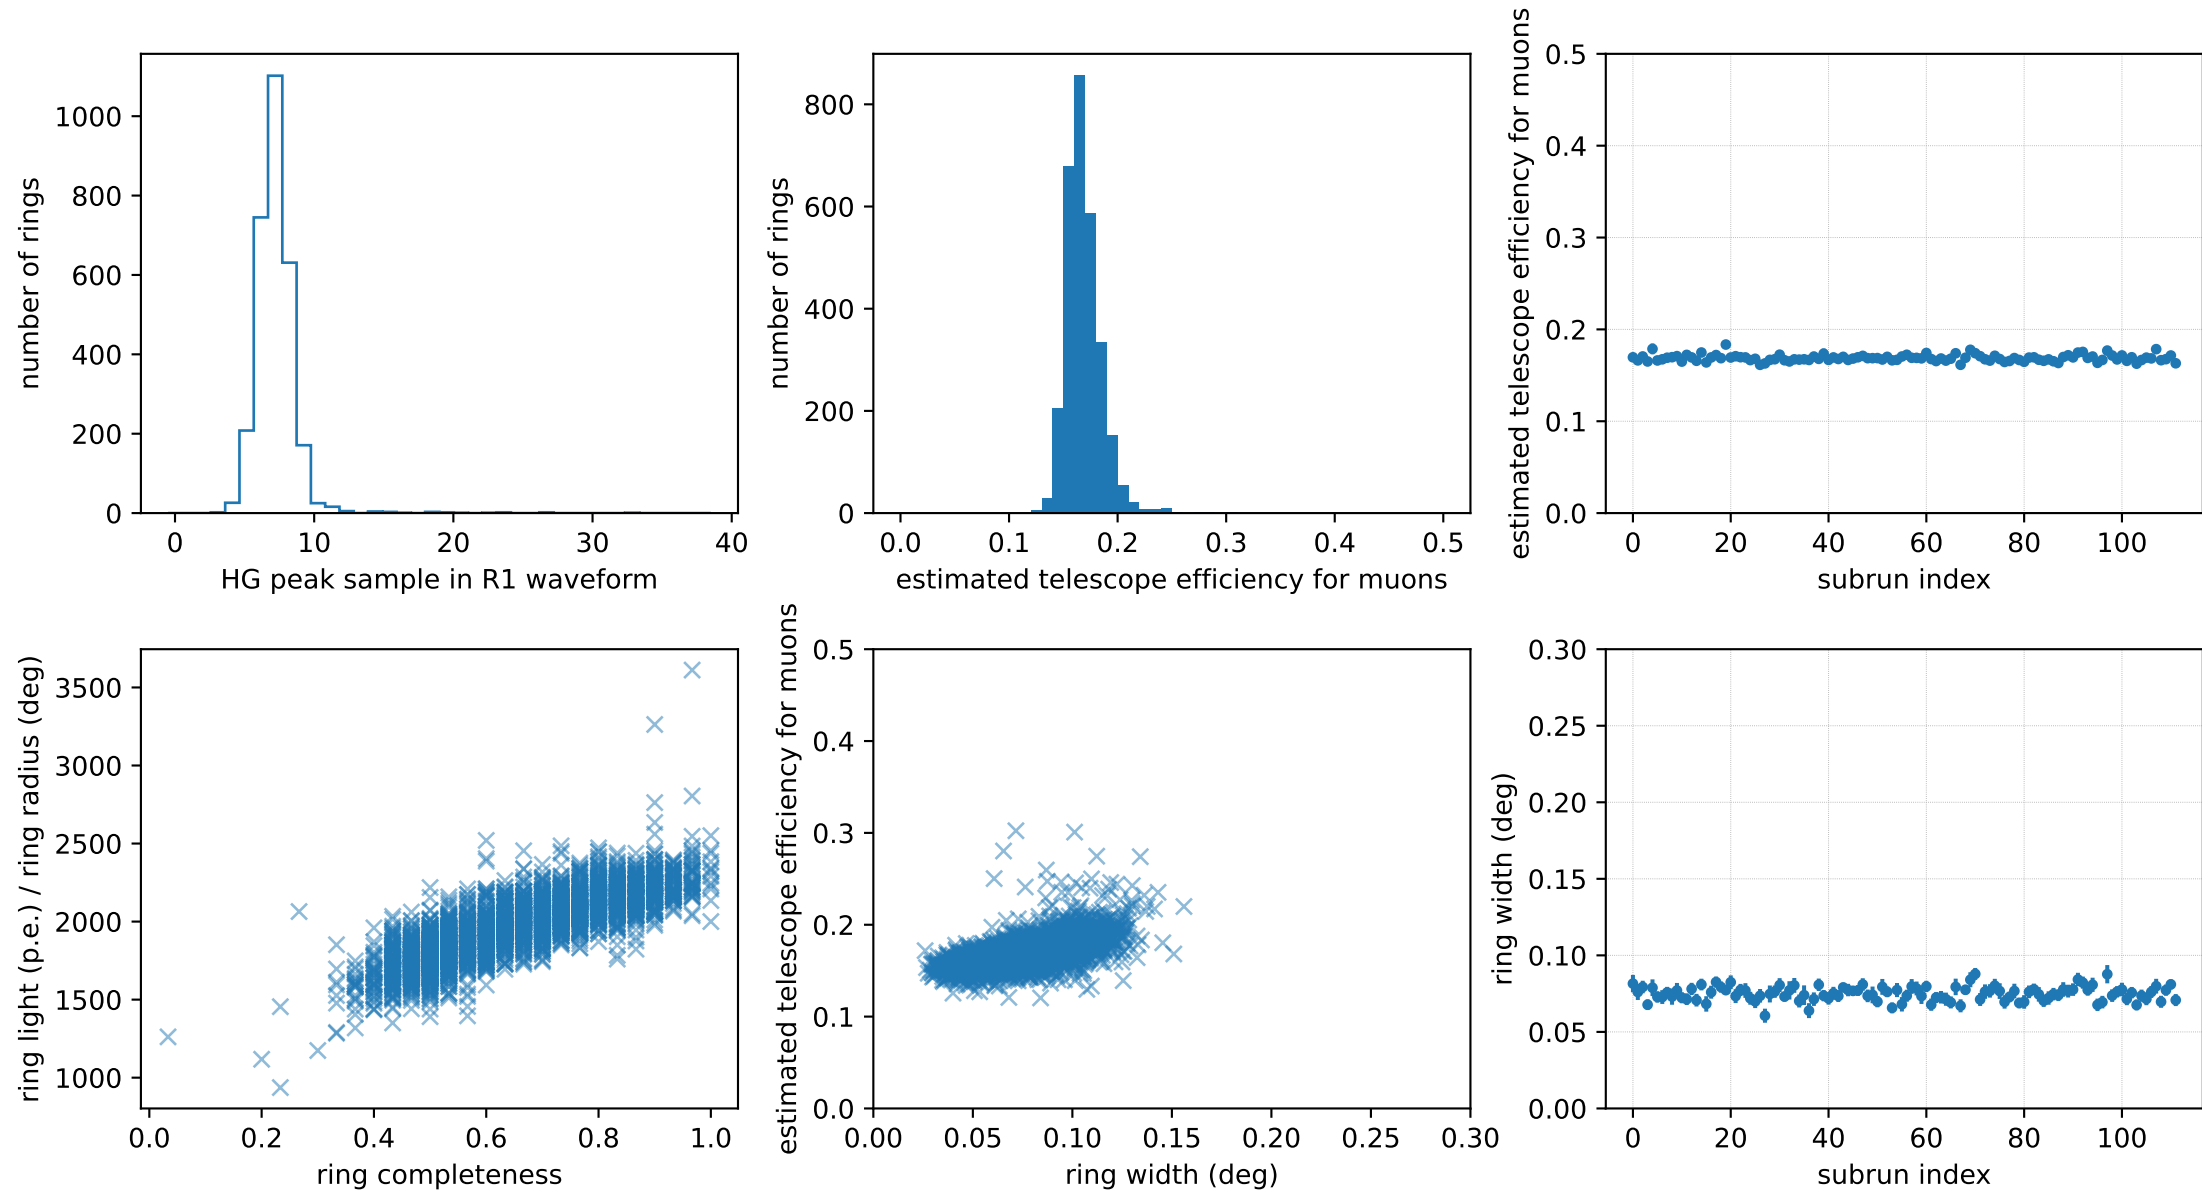 number of rings
1000
800
600
400
200
0
0 10 20 30 40
HG peak sample in R1 waveform
number of rings
800
600
400
200
0
0.0 0.1 0.2 0.3 0.4 0.5
estimated telescope efficiency for muons
estimated telescope efficiency for muons
0.5
0.4
0.3
0.2
0.1
0.0
0 20 40 60 80 100
subrun index
ring light (p.e.) / ring radius (deg)
3500
3000
2500
2000
1500
1000
0.0 0.2 0.4 0.6 0.8 1.0
ring completeness
estimated telescope efficiency for muons
0.5
0.4
0.3
0.2
0.1
0.0
0.00 0.05 0.10 0.15 0.20 0.25 0.30
ring width (deg)
ring width (deg)
0.30
0.25
0.20
0.15
0.10
0.05
0.00
0 20 40 60 80 100
subrun index